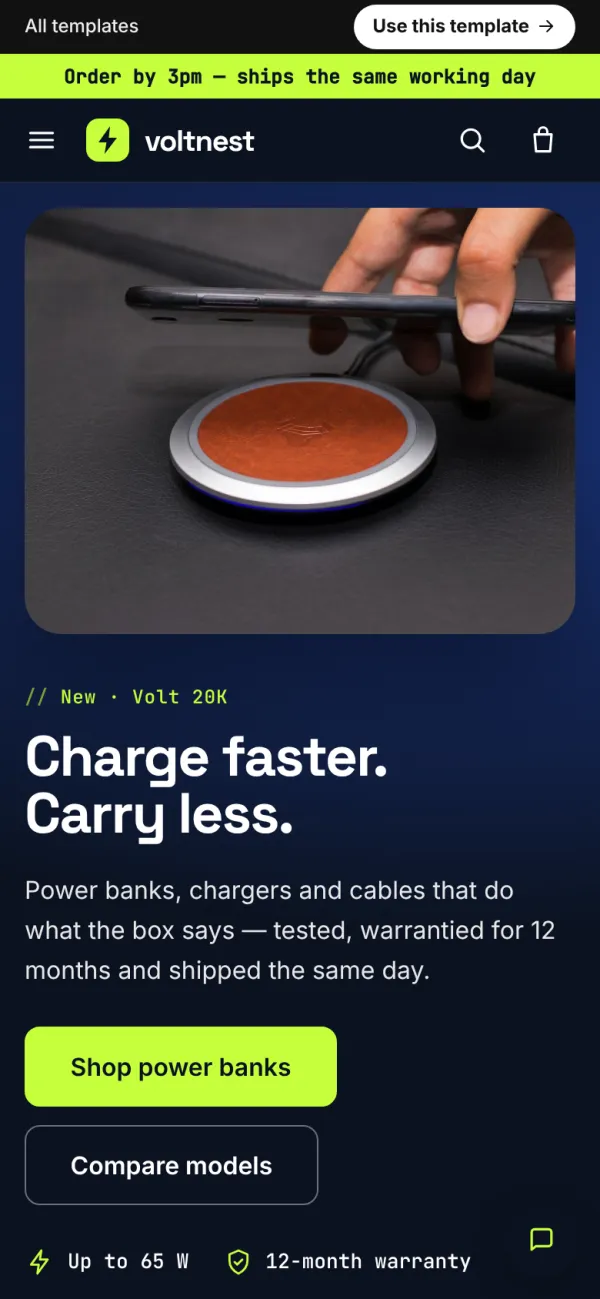 All templates
Use this template →
Order by 3pm — ships the same working day
voltnest
// New · Volt 20K
Charge faster.
Carry less.
Power banks, chargers and cables that do
what the box says — tested, warrantied for 12
months and shipped the same day.
Shop power banks
Compare models
Up to 65 W
12-month warranty